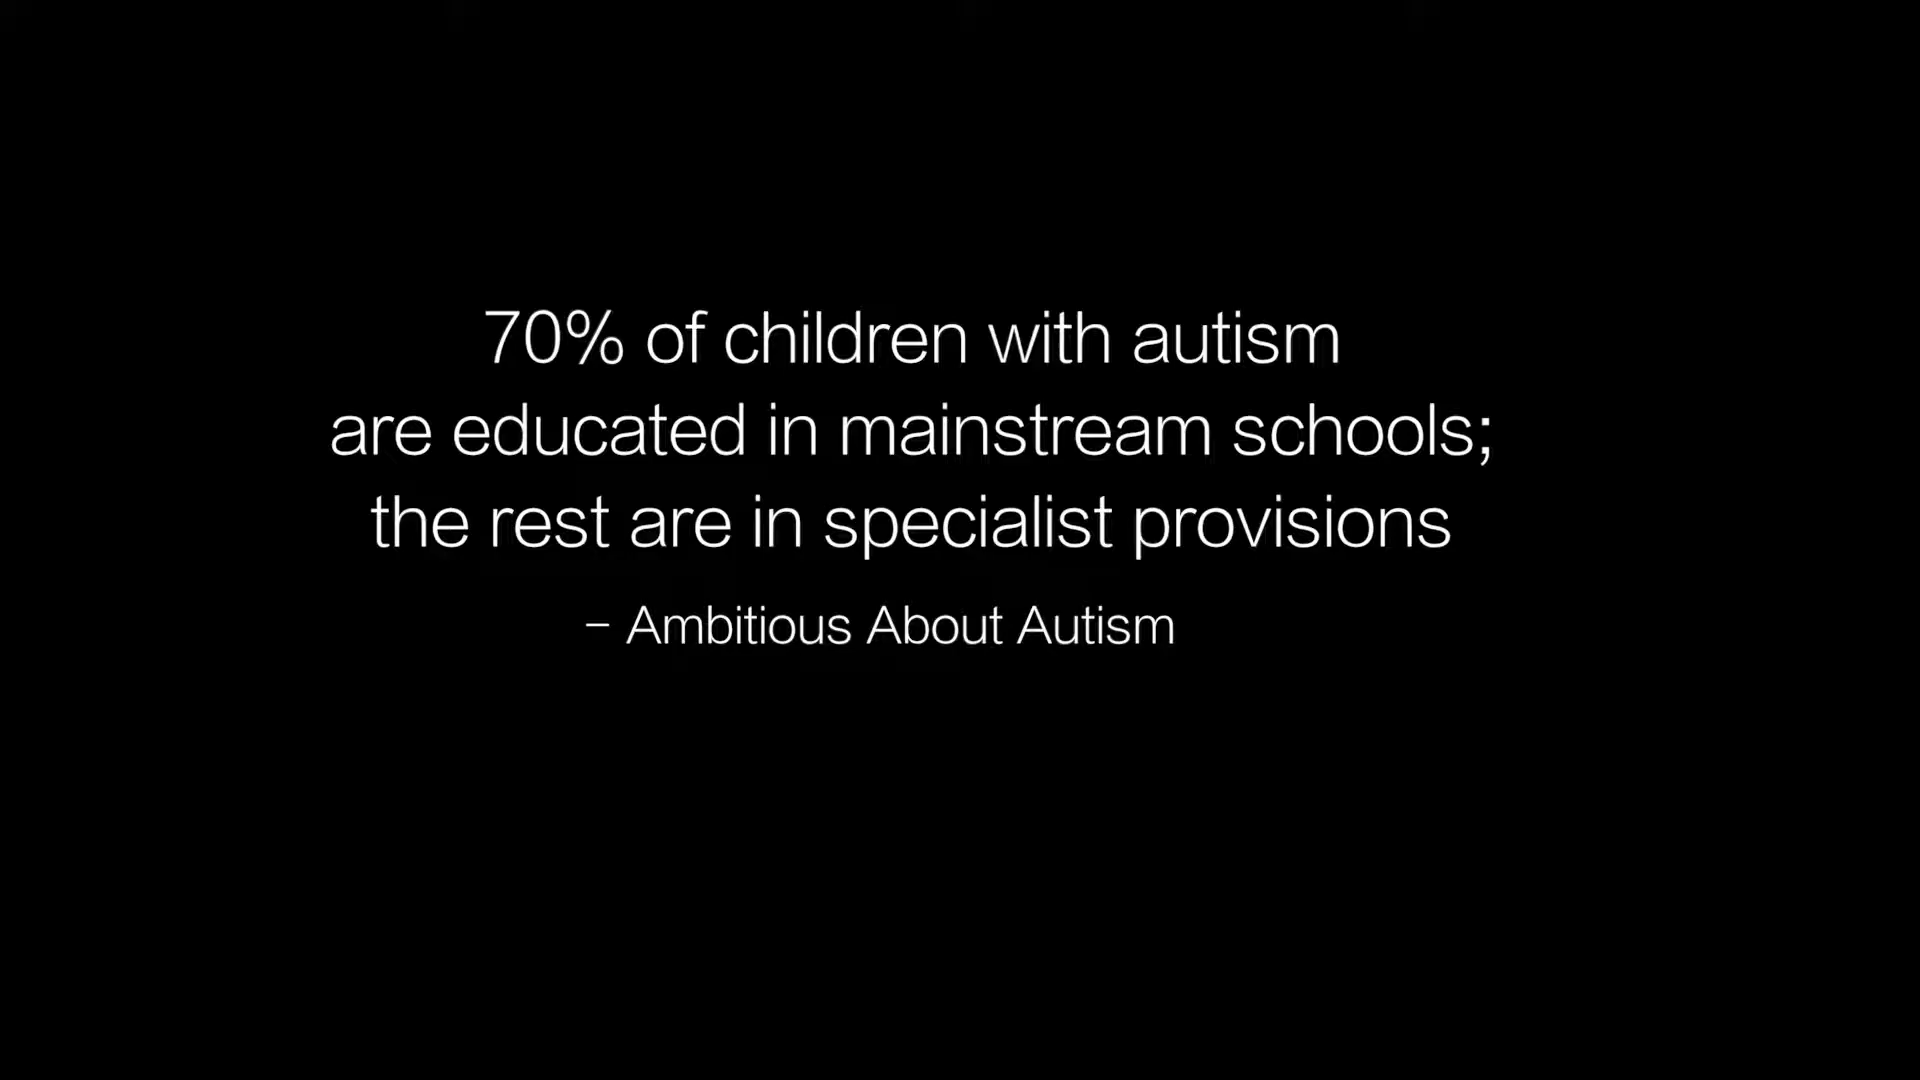 70% of children with autism
are educated in mainstream schools;
the rest are in specialist provisions
– Ambitious About Autism